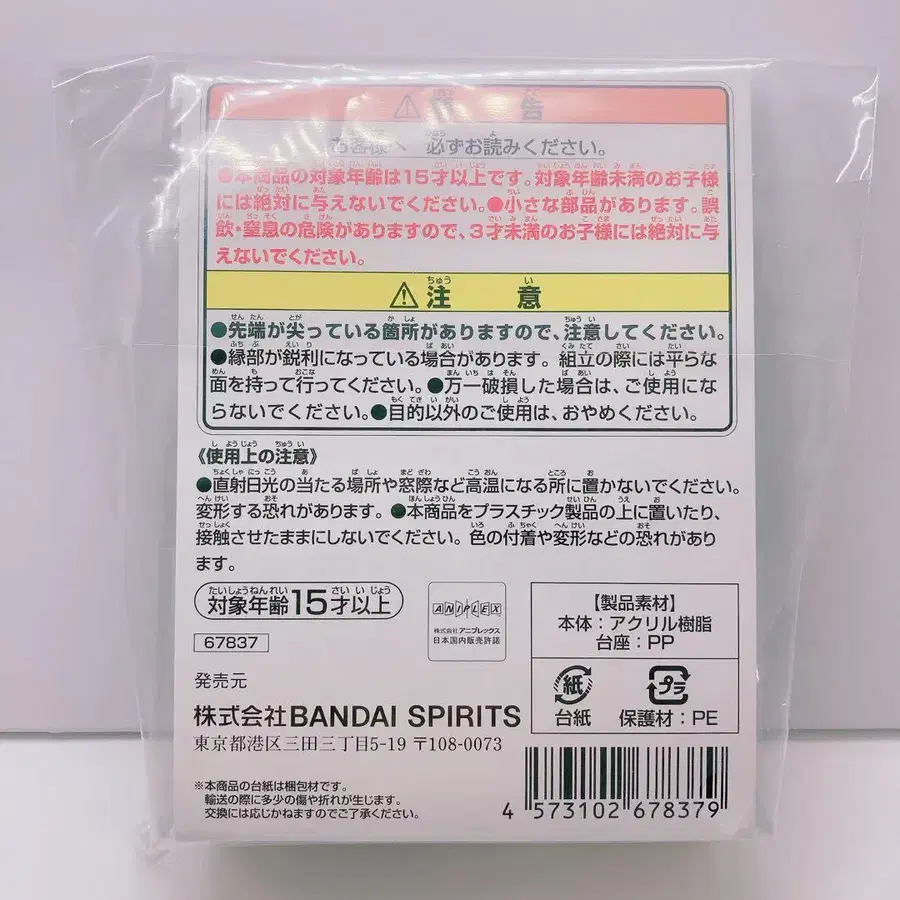 ⚠警 告
お客様へ 必ずお読みください。
●本商品の対象年齢は15才以上です。対象年齢未満のお子様
には絶対に与えないでください。●小さな部品があります。誤
飲・窒息の危険がありますので、3才未満のお子様には絶対に与
えないでください。
⚠注 意
●先端が尖っている箇所がありますので、注意してください。
●縁部が鋭利になっている場合があります。組立の際には平らな
面を持って行ってください。●万一破損した場合は、ご使用にな
らないでください。●目的以外のご使用は、おやめください。
《使用上の注意》
●直射日光の当たる場所や窓際など高温になる所に置かないでください。
変形する恐れがあります。●本商品をプラスチック製品の上に置いたり、
接触させたままにしないでください。色の付着や変形などの恐れがあり
ます。
対象年齢15才以上
67837
ANIPLEX
株式会社アニプレックス
日本国内販売許諾
【製品素材】
本体:アクリル樹脂
台座:PP
紙
台紙
プラ
保護材:PE
発売元
株式会社BANDAI SPIRITS
東京都港区三田三丁目5-19 〒108-0073
※本商品の台紙は梱包材です。
輸送の際に多少の傷や折れが生じます。
交換には応じかねますのでご了承ください。
4 573102 678379